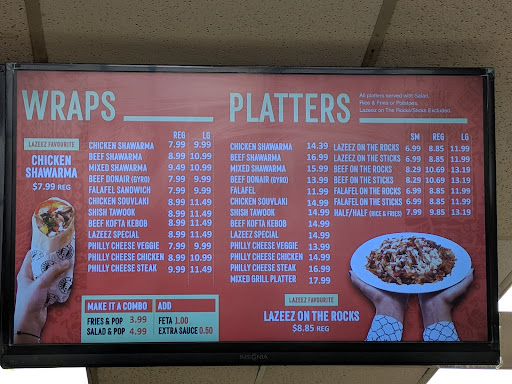 WRAPS
LAZEEZ FAVOURITE
CHICKEN
SHAWARMA
$7.99 REG
REG LG
CHICKEN SHAWARMA 7.99 9.99
BEEF SHAWARMA 8.99 10.99
MIXED SHAWARMA 9.49 10.99
BEEF DONAIR (GYRO) 7.99 9.99
FALAFEL SANDWICH 7.99 9.99
CHICKEN SOUVLAKI 8.99 11.49
SHISH TAWOOK 8.99 11.49
BEEF KOFTA KEBOB 8.99 11.49
LAZEEZ SPECIAL 8.99 11.49
PHILLY CHEESE VEGGIE 7.99 9.99
PHILLY CHEESE CHICKEN 8.99 10.99
PHILLY CHEESE STEAK 9.99 11.49
MAKE IT A COMBO
FRIES & POP 3.99
SALAD & POP 4.99
ADD
FETA 1.00
EXTRA SAUCE 0.50
PLATTERS
All platters served with Salad,
Rice & Fries or Potatoes.
Lazeez on The Rocks/Sticks Excluded.
CHICKEN SHAWARMA 14.39
BEEF SHAWARMA 16.99
MIXED SHAWARMA 15.99
BEEF DONAIR (GYRO) 13.99
FALAFEL 11.99
CHICKEN SOUVLAKI 14.99
SHISH TAWOOK 14.99
BEEF KOFTA KEBOB 14.99
LAZEEZ SPECIAL 14.99
PHILLY CHEESE VEGGIE 13.99
PHILLY CHEESE CHICKEN 14.99
PHILLY CHEESE STEAK 16.99
MIXED GRILL PLATTER 17.99
SM REG LG
LAZEEZ ON THE ROCKS 6.99 8.85 11.99
LAZEEZ ON THE STICKS 6.99 8.85 11.99
BEEF ON THE ROCKS 8.29 10.69 13.19
BEEF ON THE STICKS 8.29 10.69 13.19
FALAFEL ON THE ROCKS 6.99 8.85 11.99
FALAFEL ON THE STICKS 6.99 8.85 11.99
HALF/HALF (RICE & FRIES) 7.99 9.85 13.19
LAZEEZ FAVOURITE
LAZEEZ ON THE ROCKS
$8.85 REG
INSIGNIA